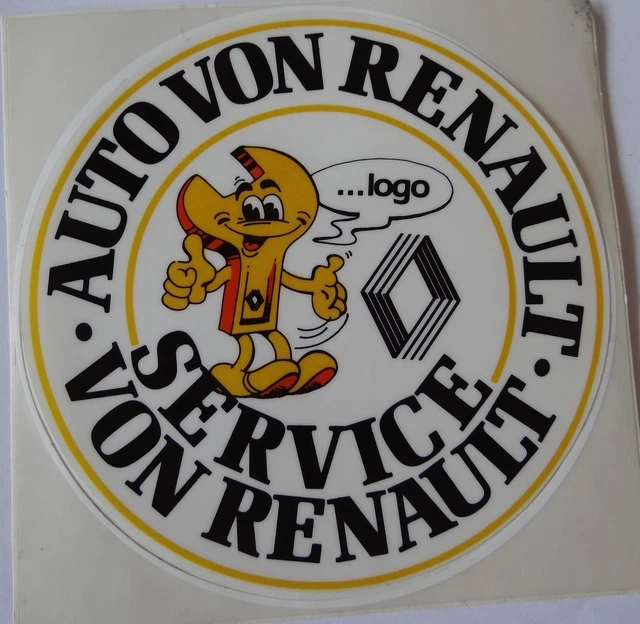 AUTO VON RENAULT
...logo
SERVICE
VON RENAULT